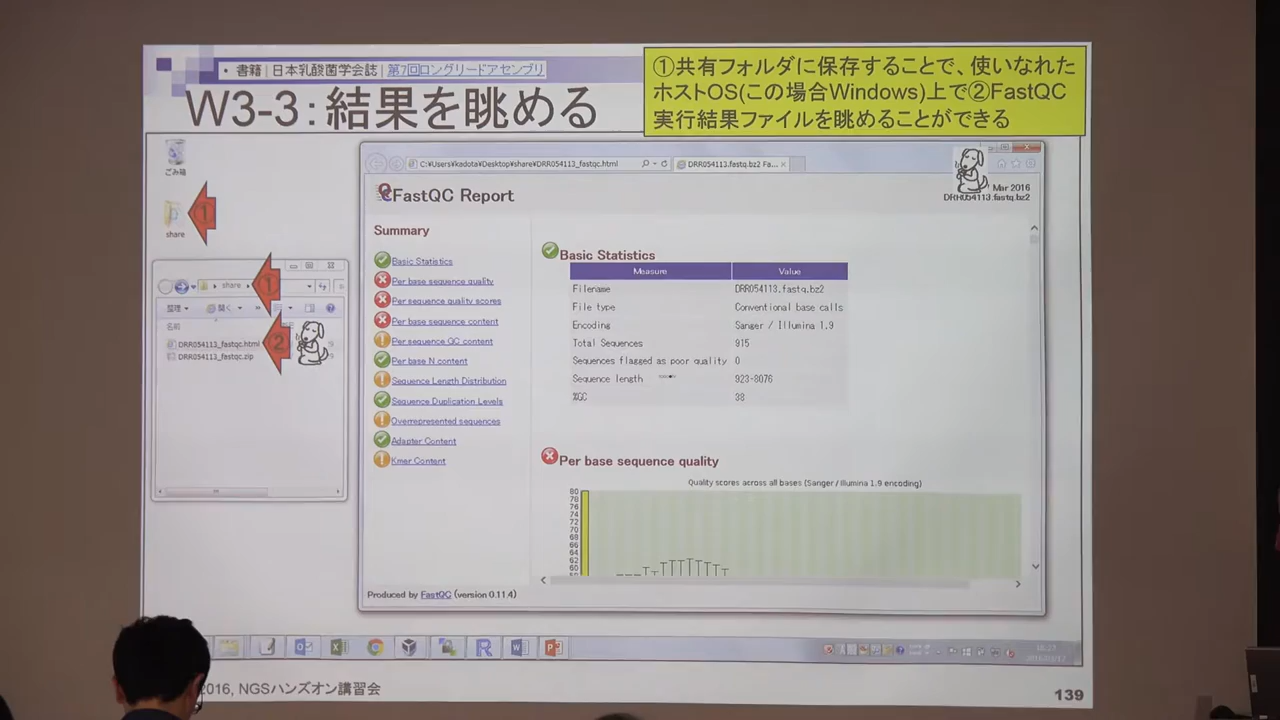 ・書籍 | 日本乳酸菌学会誌 | 第7回ロングリードアセンブリ
W3-3：結果を眺める
①共有フォルダに保存することで、使いなれた
ホストOS(この場合Windows)上で②FastQC
実行結果ファイルを眺めることができる
ごみ箱
①
share
share
①
整理
開く
名前
DRR054113_fastqc.html
②
DRR054113_fastqc.zip
C:¥Users¥kadota¥Desktop¥share¥DRR054113_fastqc.html
DRR054113.fastq.bz2 Fa...
FastQC Report
Mar 2016
DRR054113.fastq.bz2
Summary
Basic Statistics
Per base sequence quality
Per sequence quality scores
Per base sequence content
Per sequence GC content
Per base N content
Sequence Length Distribution
Sequence Duplication Levels
Overrepresented sequences
Adapter Content
Kmer Content
Basic Statistics
Measure Value
Filename DRR054113.fastq.bz2
File type Conventional base calls
Encoding Sanger / Illumina 1.9
Total Sequences 915
Sequences flagged as poor quality 0
Sequence length 923-8076
%GC 38
Per base sequence quality
Quality scores across all bases (Sanger / Illumina 1.9 encoding)
80
78
76
74
72
70
68
66
64
62
60
Produced by FastQC (version 0.11.4)
2016, NGSハンズオン講習会
139